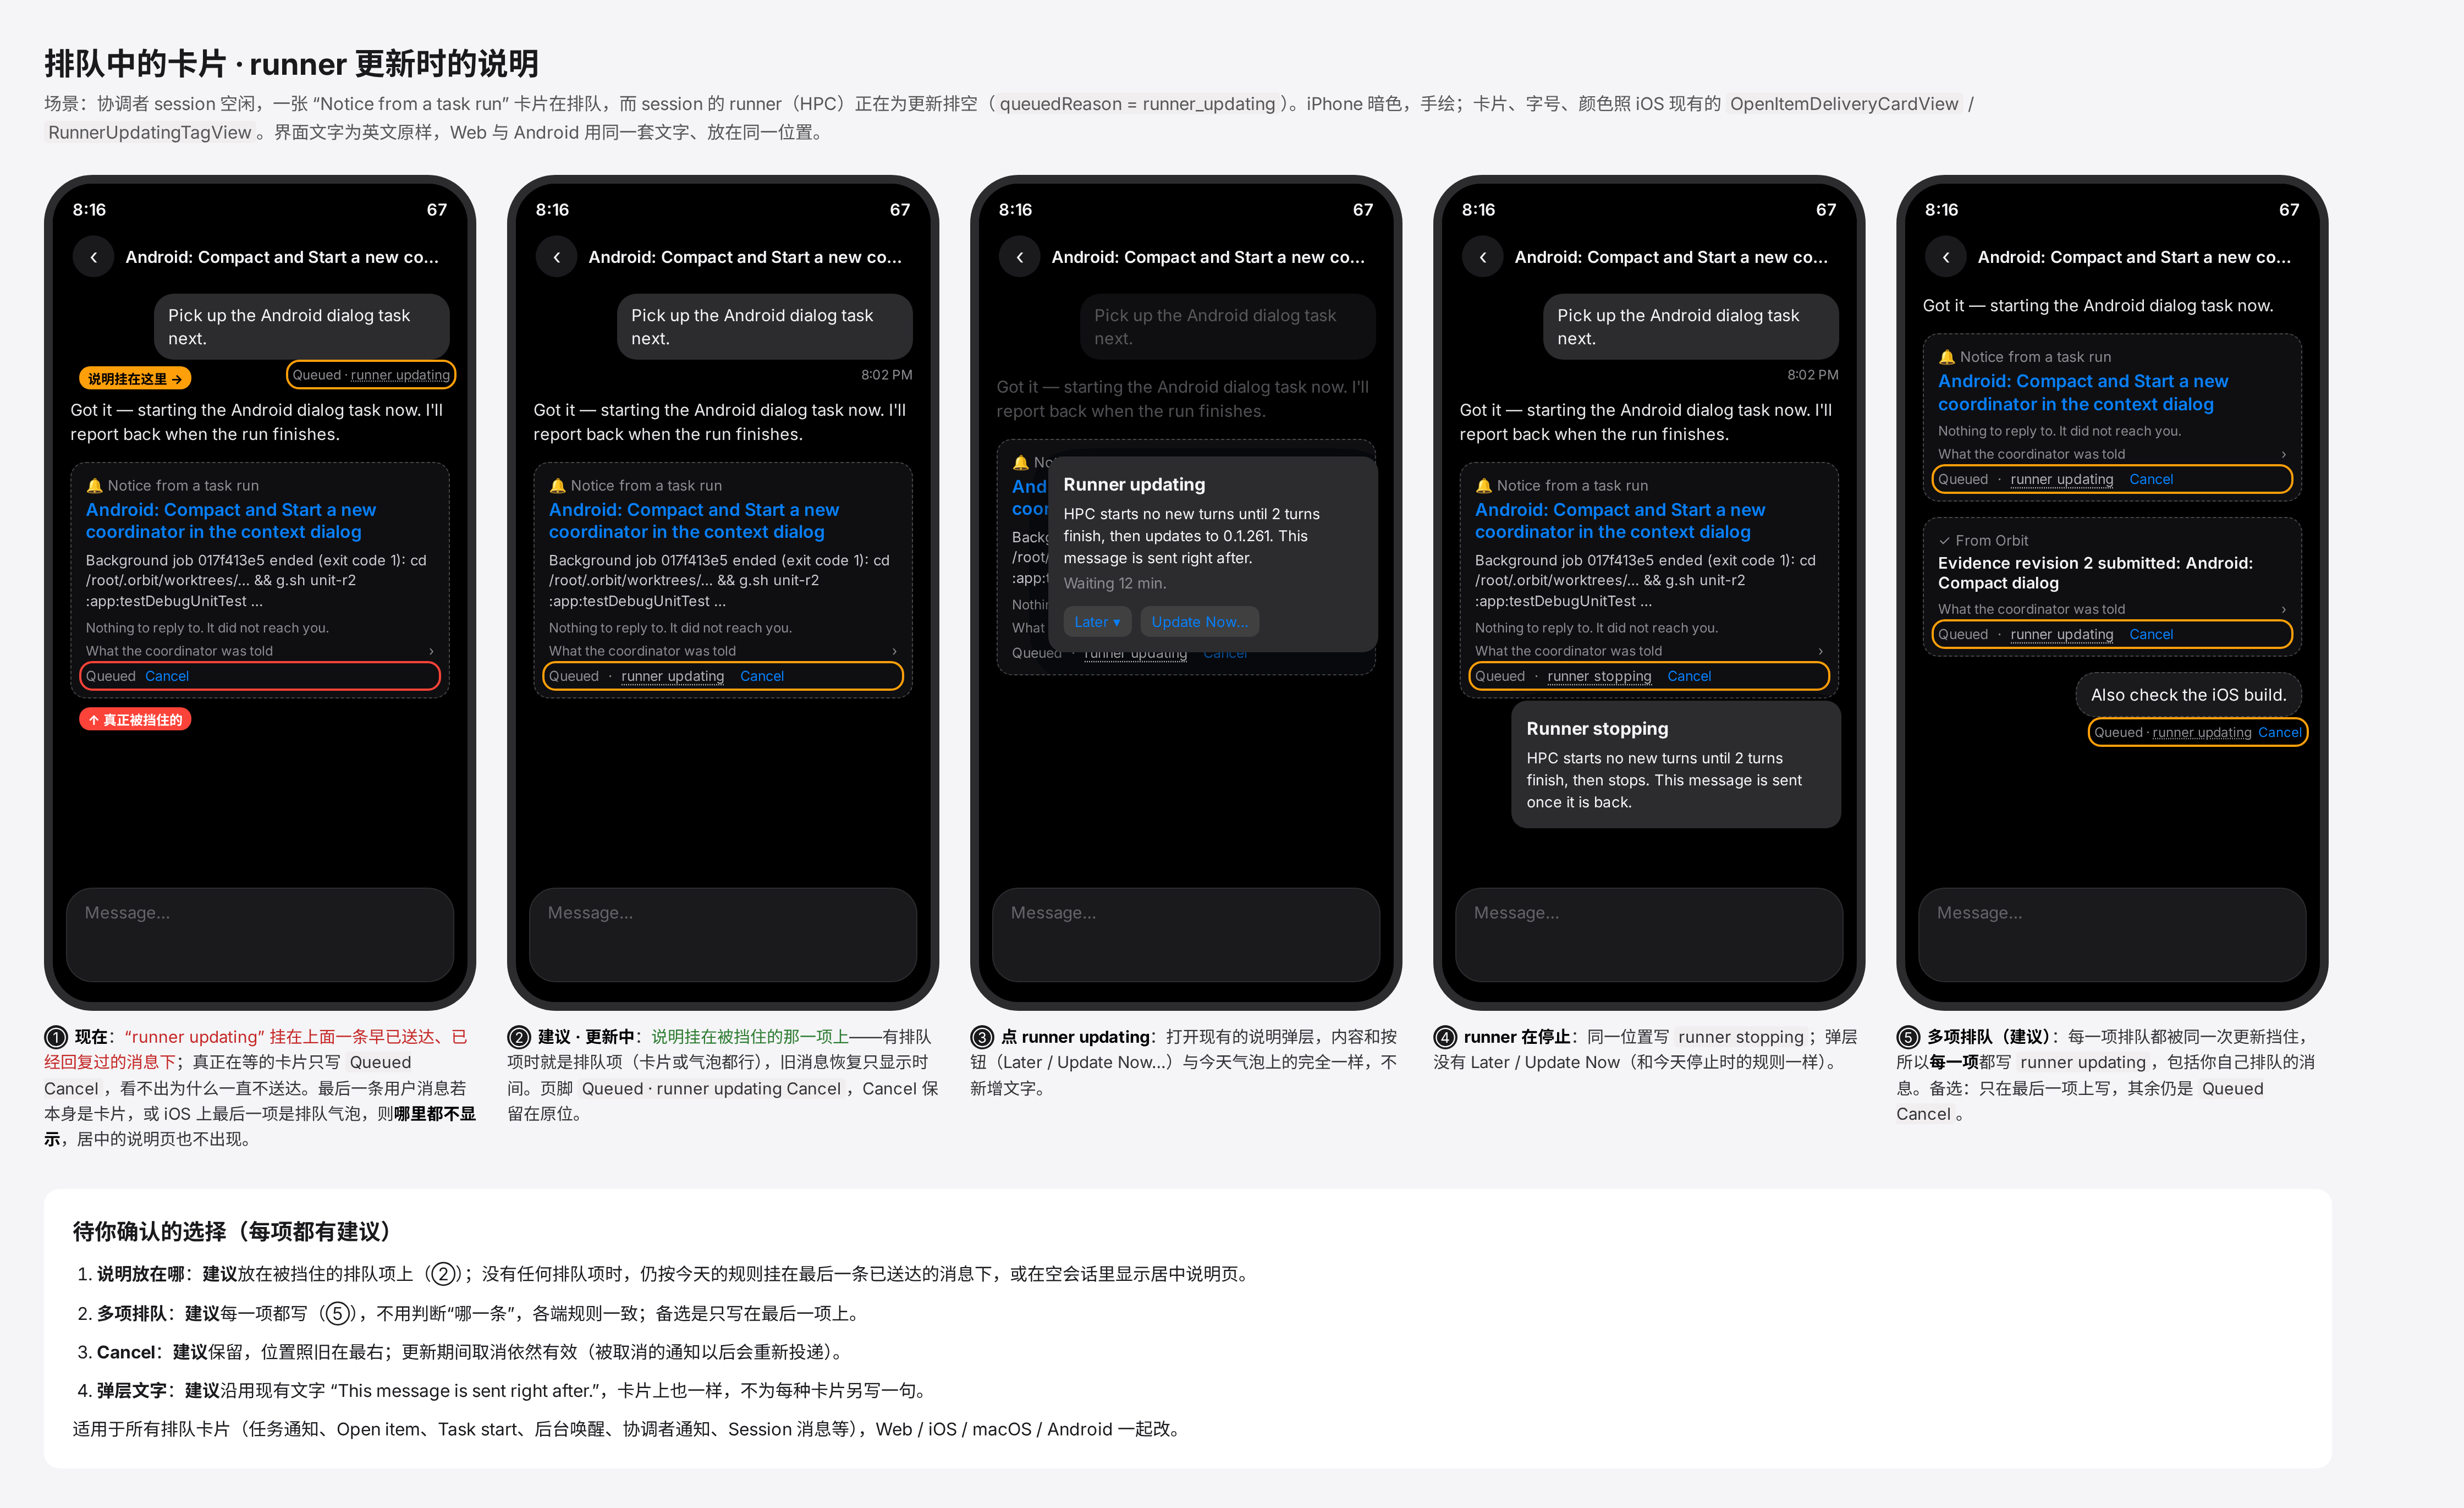 排队中的卡片 · runner 更新时的说明
场景：协调者 session 空闲，一张 “Notice from a task run” 卡片在排队，而 session 的 runner（HPC）正在为更新排空（ queuedReason = runner_updating ）。iPhone 暗色，手绘；卡片、字号、颜色照 iOS 现有的 OpenItemDeliveryCardView /
RunnerUpdatingTagView 。界面文字为英文原样，Web 与 Android 用同一套文字、放在同一位置。
8:16 67
‹ Android: Compact and Start a new co...
Pick up the Android dialog task
next.
说明挂在这里 →
Queued · runner updating
Got it — starting the Android dialog task now. I'll
report back when the run finishes.
🔔 Notice from a task run
Android: Compact and Start a new
coordinator in the context dialog
Background job 017f413e5 ended (exit code 1): cd
/root/.orbit/worktrees/... && g.sh unit-r2
:app:testDebugUnitTest ...
Nothing to reply to. It did not reach you.
What the coordinator was told ›
Queued Cancel
↑ 真正被挡住的
Message...
8:16 67
‹ Android: Compact and Start a new co...
Pick up the Android dialog task
next.
8:02 PM
Got it — starting the Android dialog task now. I'll
report back when the run finishes.
🔔 Notice from a task run
Android: Compact and Start a new
coordinator in the context dialog
Background job 017f413e5 ended (exit code 1): cd
/root/.orbit/worktrees/... && g.sh unit-r2
:app:testDebugUnitTest ...
Nothing to reply to. It did not reach you.
What the coordinator was told ›
Queued · runner updating Cancel
Message...
8:16 67
‹ Android: Compact and Start a new co...
Pick up the Android dialog task
next.
Got it — starting the Android dialog task now. I'll
report back when the run finishes.
🔔 No
And
coor
Backg
/root/
:app:t
Nothin
What
Runner updating
HPC starts no new turns until 2 turns
finish, then updates to 0.1.261. This
message is sent right after.
Waiting 12 min.
Later ▾ Update Now...
Queued · runner updating Cancel
Message...
8:16 67
‹ Android: Compact and Start a new co...
Pick up the Android dialog task
next.
8:02 PM
Got it — starting the Android dialog task now. I'll
report back when the run finishes.
🔔 Notice from a task run
Android: Compact and Start a new
coordinator in the context dialog
Background job 017f413e5 ended (exit code 1): cd
/root/.orbit/worktrees/... && g.sh unit-r2
:app:testDebugUnitTest ...
Nothing to reply to. It did not reach you.
What the coordinator was told ›
Queued · runner stopping Cancel
Runner stopping
HPC starts no new turns until 2 turns
finish, then stops. This message is sent
once it is back.
Message...
8:16 67
‹ Android: Compact and Start a new co...
Got it — starting the Android dialog task now.
🔔 Notice from a task run
Android: Compact and Start a new
coordinator in the context dialog
Nothing to reply to. It did not reach you.
What the coordinator was told ›
Queued · runner updating Cancel
✓ From Orbit
Evidence revision 2 submitted: Android:
Compact dialog
What the coordinator was told ›
Queued · runner updating Cancel
Also check the iOS build.
Queued · runner updating Cancel
Message...
❶ 现在：“runner updating” 挂在上面一条早已送达、已
经回复过的消息下；真正在等的卡片只写 Queued
Cancel ，看不出为什么一直不送达。最后一条用户消息若
本身是卡片，或 iOS 上最后一项是排队气泡，则哪里都不显
示，居中的说明页也不出现。
❷ 建议 · 更新中：说明挂在被挡住的那一项上——有排队
项时就是排队项（卡片或气泡都行），旧消息恢复只显示时
间。页脚 Queued · runner updating Cancel ，Cancel 保
留在原位。
❸ 点 runner updating：打开现有的说明弹层，内容和按
钮（Later / Update Now...）与今天气泡上的完全一样，不
新增文字。
❹ runner 在停止：同一位置写 runner stopping ；弹层
没有 Later / Update Now（和今天停止时的规则一样）。
❺ 多项排队（建议）：每一项排队都被同一次更新挡住，
所以每一项都写 runner updating ，包括你自己排队的消
息。备选：只在最后一项上写，其余仍是 Queued
Cancel 。
待你确认的选择（每项都有建议）
1. 说明放在哪：建议放在被挡住的排队项上（②）；没有任何排队项时，仍按今天的规则挂在最后一条已送达的消息下，或在空会话里显示居中说明页。
2. 多项排队：建议每一项都写（⑤），不用判断“哪一条”，各端规则一致；备选是只写在最后一项上。
3. Cancel：建议保留，位置照旧在最右；更新期间取消依然有效（被取消的通知以后会重新投递）。
4. 弹层文字：建议沿用现有文字 “This message is sent right after.”，卡片上也一样，不为每种卡片另写一句。
适用于所有排队卡片（任务通知、Open item、Task start、后台唤醒、协调者通知、Session 消息等），Web / iOS / macOS / Android 一起改。